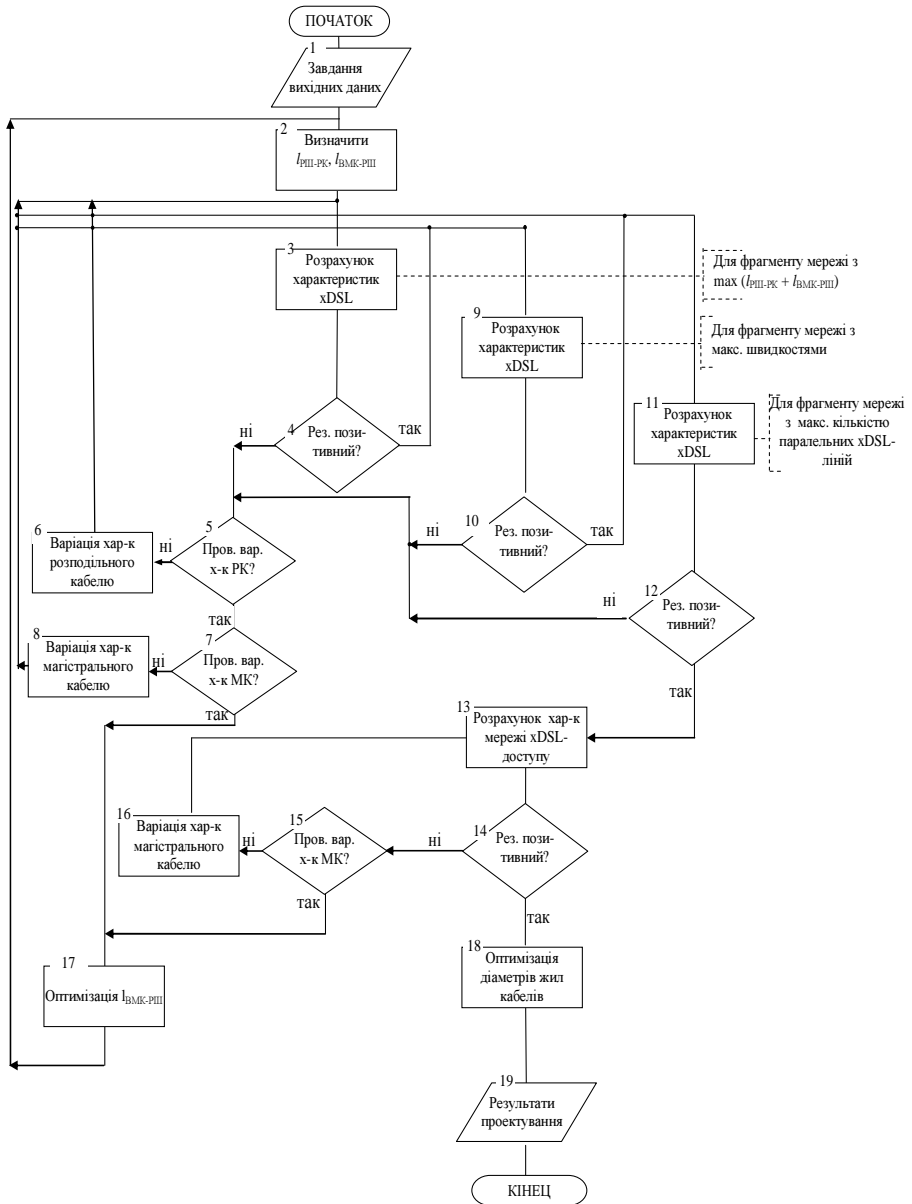 ПОЧАТОК
1
Завдання
вихідних даних
2
Визначити
lРШ-РК, lВМК-РШ
3
Розрахунок
характеристик
xDSL
Для фрагменту мережі з
max (lРШ-РК + lВМК-РШ)
9
Розрахунок
характеристик
xDSL
Для фрагменту мережі з
макс. швидкостями
11
Розрахунок
характеристик
xDSL
Для фрагменту мережі
з макс. кількістю
паралельних xDSL-
ліній
4
Рез. пози-
тивний?
ні
так
10
Рез. пози-
тивний?
ні
так
5
Пров. вар.
х-к РК?
ні
так
6
Варіація хар-к
розподільного
кабелю
12
Рез. пози-
тивний?
ні
так
7
Пров. вар.
х-к МК?
ні
так
8
Варіація хар-к
магістрального
кабелю
13
Розрахунок хар-к
мережі xDSL-
доступу
14
Рез. пози-
тивний?
ні
так
15
Пров. вар.
х-к МК?
ні
так
16
Варіація хар-к
магістрального
кабелю
17
Оптимізація lВМК-РШ
18
Оптимізація
діаметрів жил
кабелів
19
Результати
проектування
КІНЕЦ